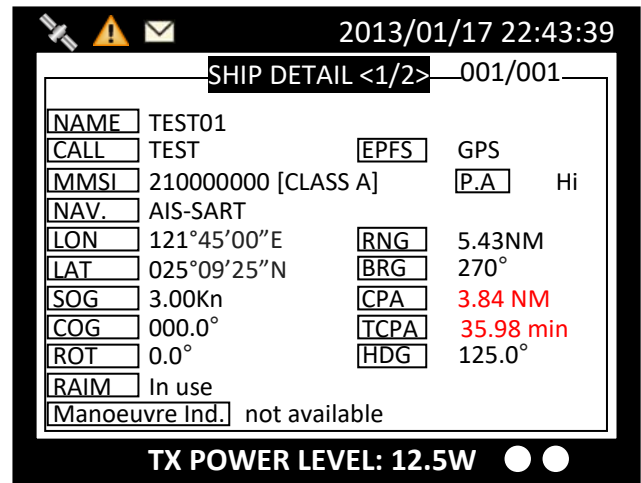 2013/01/17 22:43:39
SHIP DETAIL <1/2> 001/001
NAME TEST01
CALL TEST EPFS GPS
MMSI 210000000 [CLASS A] P.A Hi
NAV. AIS-SART
LON 121°45’00”E RNG 5.43NM
LAT 025°09’25”N BRG 270°
SOG 3.00Kn CPA 3.84 NM
COG 000.0° TCPA 35.98 min
ROT 0.0° HDG 125.0°
RAIM In use
Manoeuvre Ind. not available
TX POWER LEVEL: 12.5W